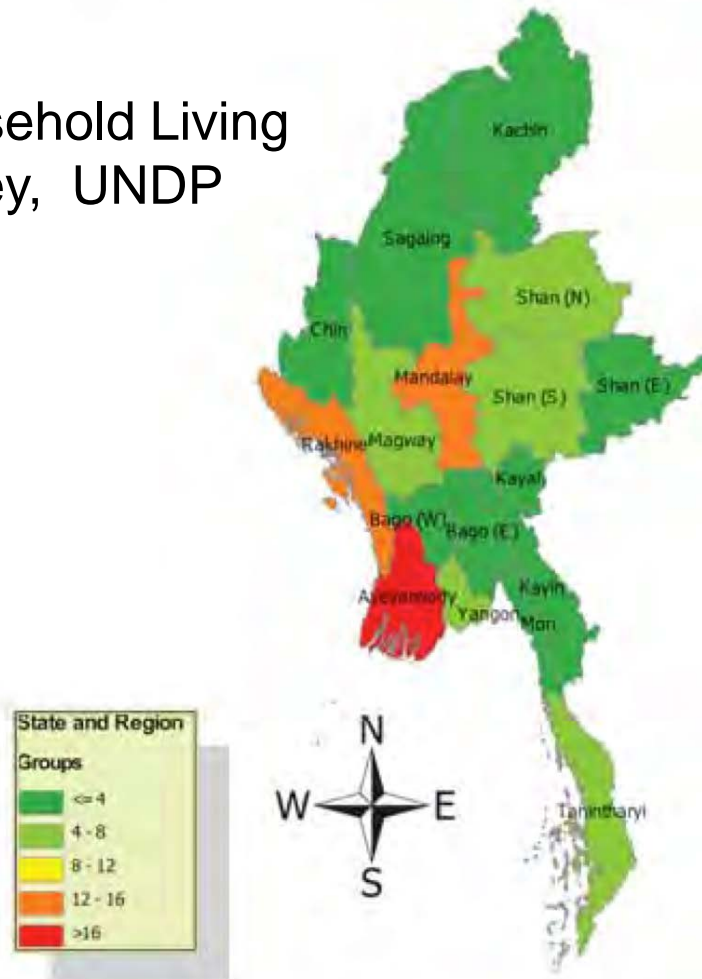 sehold Living
ey, UNDP
Kachin
Sagaing
Shan (N)
Chin
Mandalay
Shan (S)
Shan (E)
Rakhine
Magway
Kayah
Bago (W)
Bago (E)
Ayeyarwody
Yangon
Kayin
Mon
Tanintharyi
State and Region
Groups
<= 4
4 - 8
8 - 12
12 - 16
>16
N
W E
S